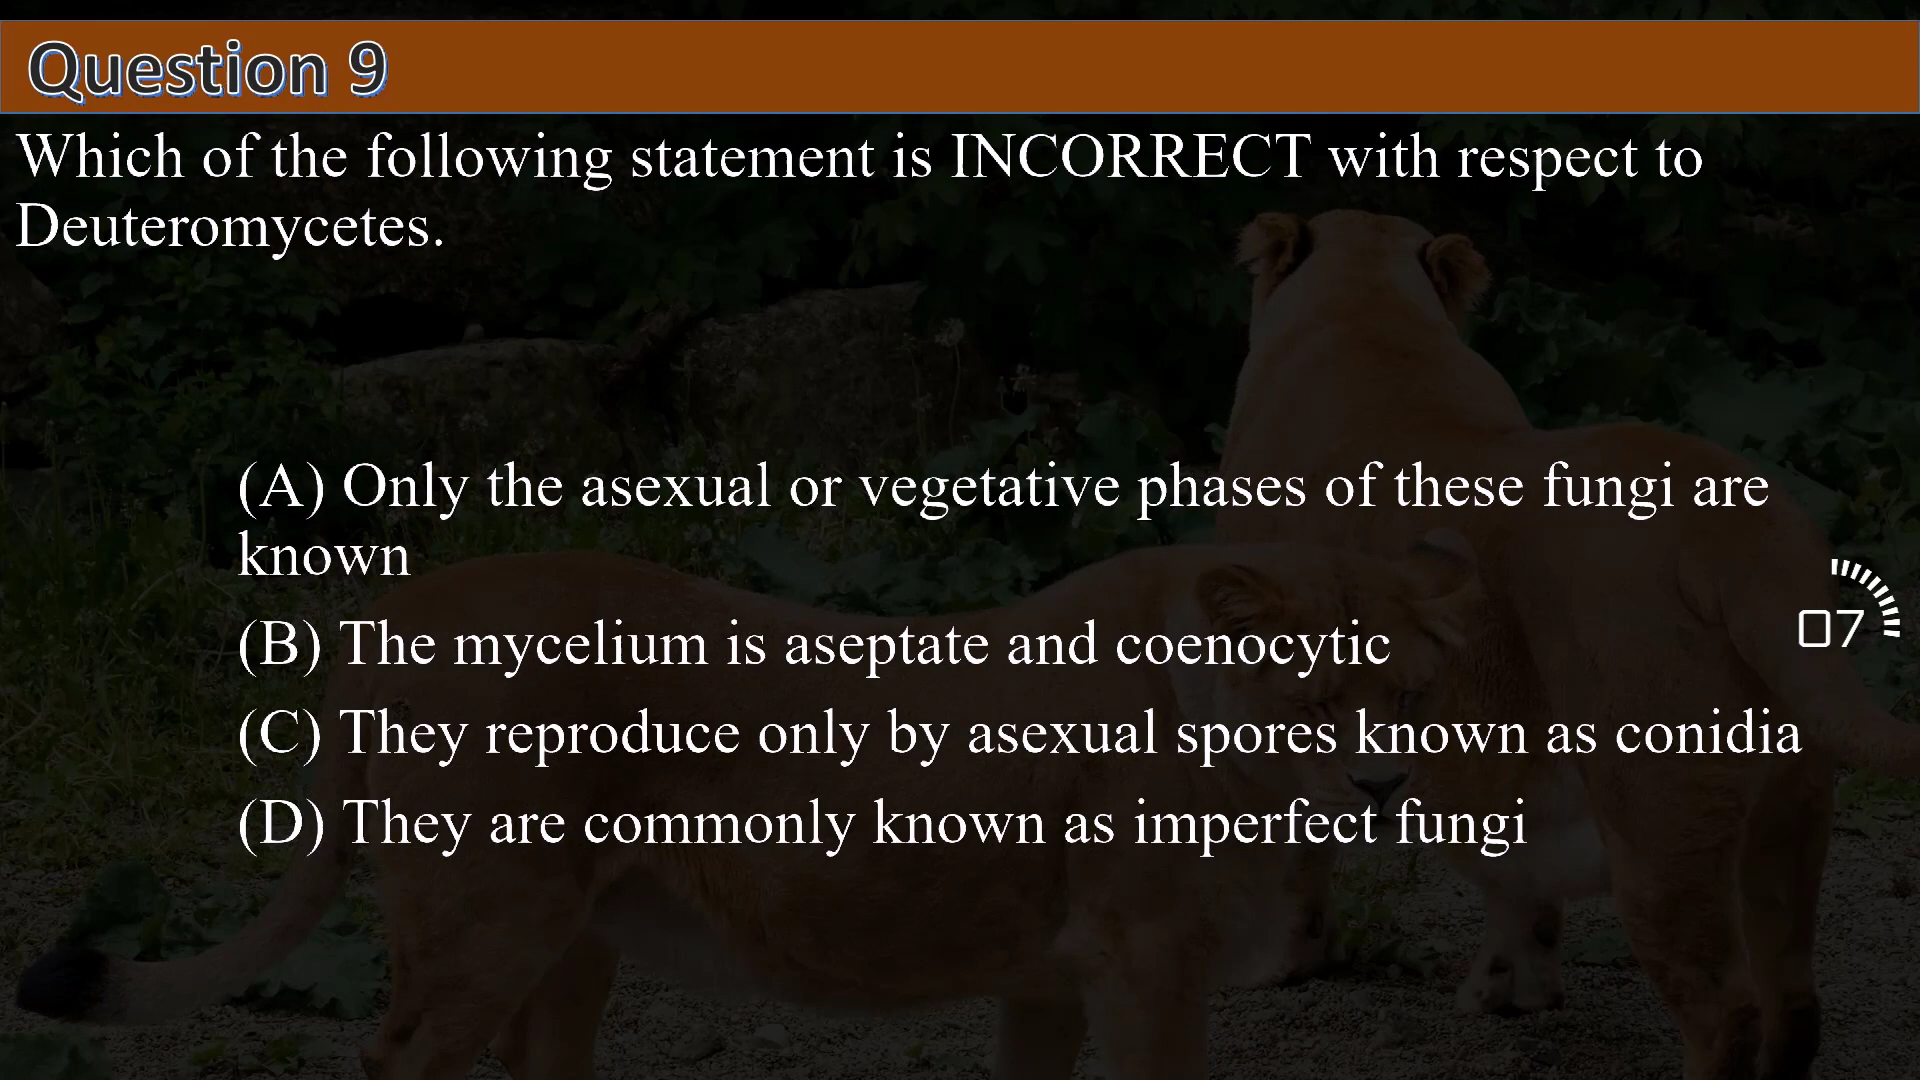 Question 9
Which of the following statement is INCORRECT with respect to
Deuteromycetes.
(A) Only the asexual or vegetative phases of these fungi are
known
07
(B) The mycelium is aseptate and coenocytic
(C) They reproduce only by asexual spores known as conidia
(D) They are commonly known as imperfect fungi